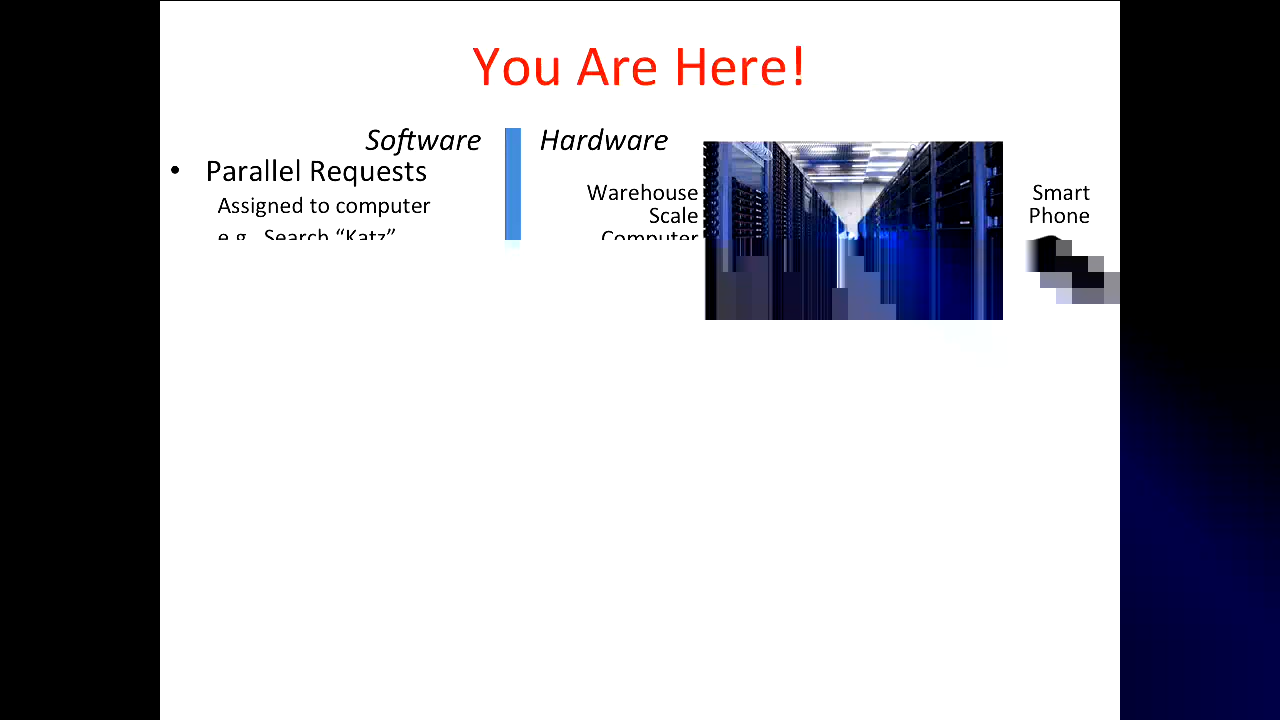 You Are Here!
Software
Hardware
• Parallel Requests
Assigned to computer
e.g., Search “Katz”
Warehouse
Scale
Computer
Smart
Phone